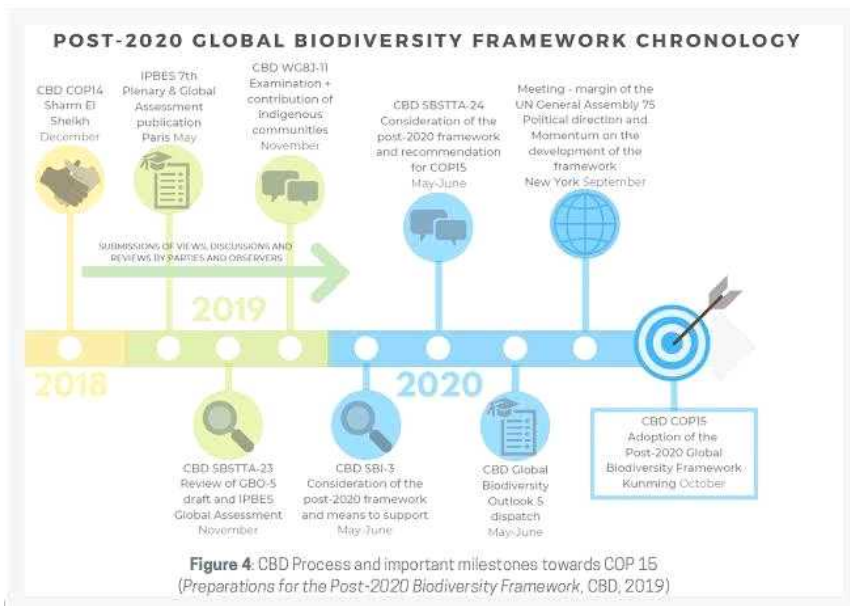 POST-2020 GLOBAL BIODIVERSITY FRAMEWORK CHRONOLOGY
CBD COP14
Sharm El
Sheikh
December
IPBES 7th
Plenary & Global
Assessment
publication
Paris May
CBD WG8J-11
Examination +
contribution of
indigenous
communities
November
CBD SBSTTA-24
Consideration of the
post-2020 framework
and recommendation
for COP15
May-June
Meeting - margin of the
UN General Assembly 75
Political direction and
Momentum on the
development of the
framework
New York September
SUBMISSIONS OF VIEWS, DISCUSSIONS AND
REVIEWS BY PARTIES AND OBSERVERS
2019
2018
2020
CBD SBSTTA-23
Review of GBO-5
draft and IPBES
Global Assessment
November
CBD SBI-3
Consideration of the
post-2020 framework
and means to support
May-June
CBD Global
Biodiversity
Outlook 5
dispatch
May-June
CBD COP15
Adoption of the
Post-2020 Global
Biodiversity Framework
Kunming October
Figure 4: CBD Process and important milestones towards COP 15
(Preparations for the Post-2020 Biodiversity Framework, CBD, 2019)